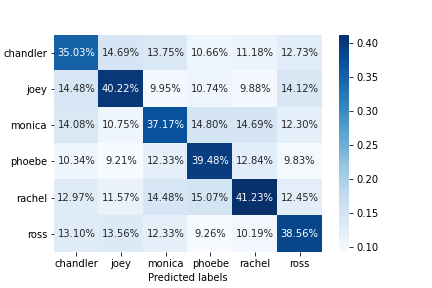 chandler 35.03% 14.69% 13.75% 10.66% 11.18% 12.73%
joey 14.48% 40.22% 9.95% 10.74% 9.88% 14.12%
monica 14.08% 10.75% 37.17% 14.80% 14.69% 12.30%
phoebe 10.34% 9.21% 12.33% 39.48% 12.84% 9.83%
rachel 12.97% 11.57% 14.48% 15.07% 41.23% 12.45%
ross 13.10% 13.56% 12.33% 9.26% 10.19% 38.56%
chandler joey monica phoebe rachel ross
Predicted labels
0.40
0.35
0.30
0.25
0.20
0.15
0.10